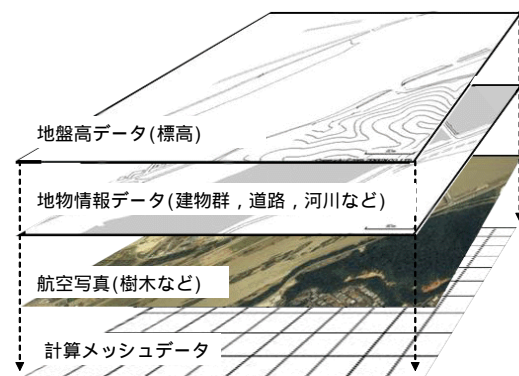 地盤高データ(標高)
地物情報データ(建物群，道路，河川など)
航空写真(樹木など)
計算メッシュデータ